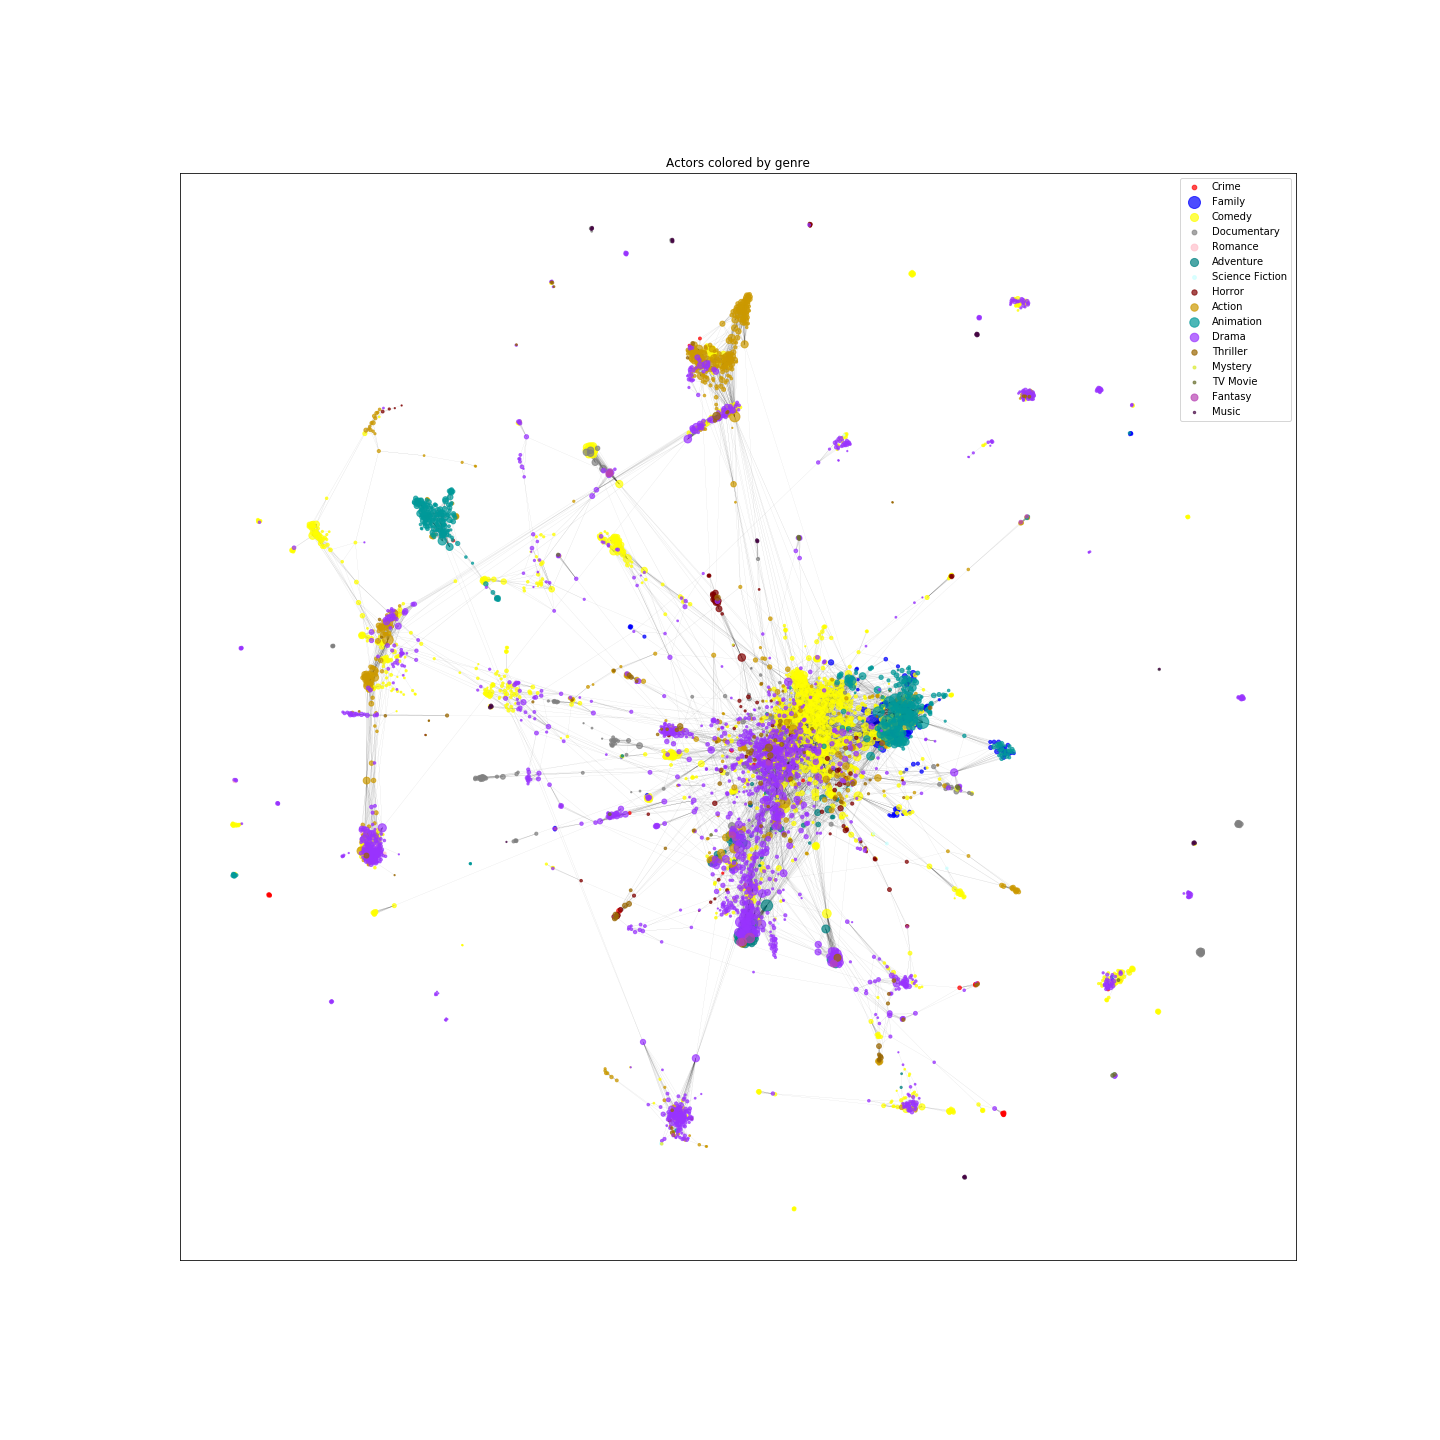 Actors colored by genre
Crime
Family
Comedy
Documentary
Romance
Adventure
Science Fiction
Horror
Action
Animation
Drama
Thriller
Mystery
TV Movie
Fantasy
Music